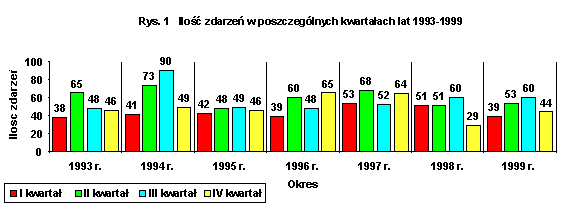 Rys. 1 Ilość zdarzeń w poszczególnych kwartałach lat 1993-1999
Ilosc zdarzeń
100
80
60
40
20
0
38 65 48 46 41 73 90 49 42 48 49 46 39 60 48 65 53 68 52 64 51 51 60 29 39 53 60 44
1993 r. 1994 r. 1995 r. 1996 r. 1997 r. 1998 r. 1999 r.
Okres
I kwartał II kwartał III kwartał IV kwartał